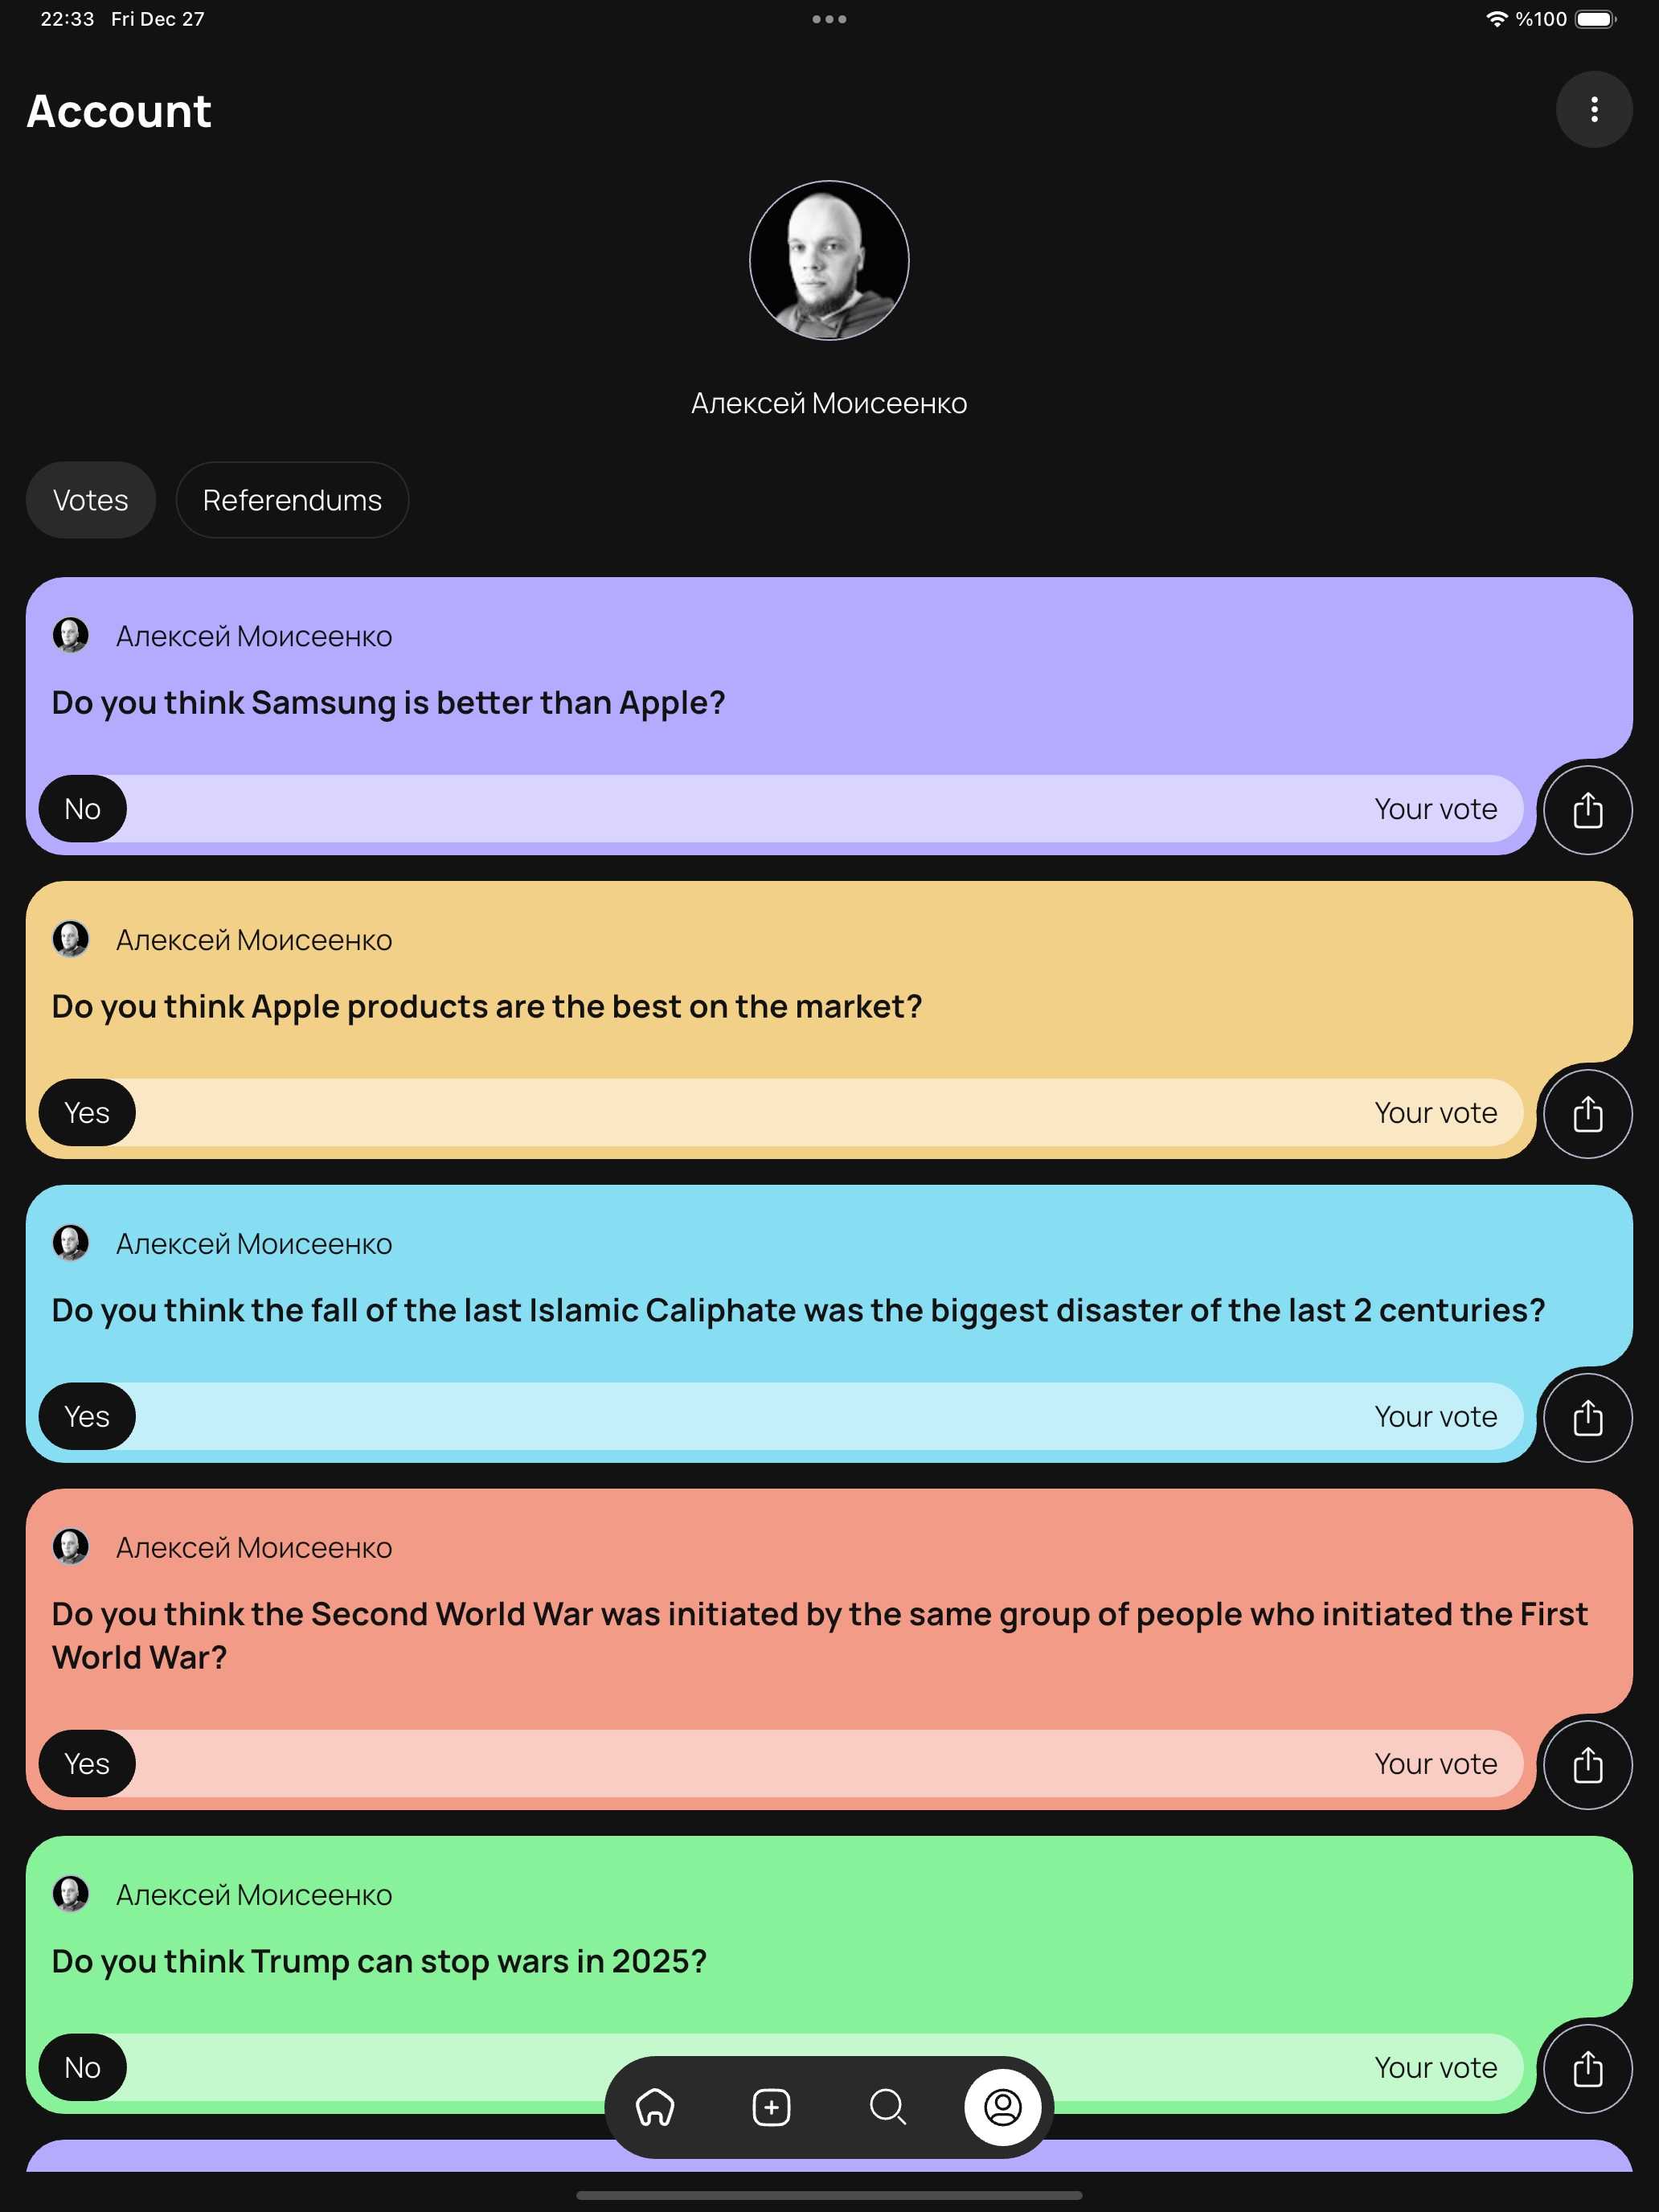 22:33 Fri Dec 27
%100
Account
Алексей Моисеенко
Votes
Referendums
Алексей Моисеенко
Do you think Samsung is better than Apple?
No
Your vote
Алексей Моисеенко
Do you think Apple products are the best on the market?
Yes
Your vote
Алексей Моисеенко
Do you think the fall of the last Islamic Caliphate was the biggest disaster of the last 2 centuries?
Yes
Your vote
Алексей Моисеенко
Do you think the Second World War was initiated by the same group of people who initiated the First
World War?
Yes
Your vote
Алексей Моисеенко
Do you think Trump can stop wars in 2025?
No
Your vote